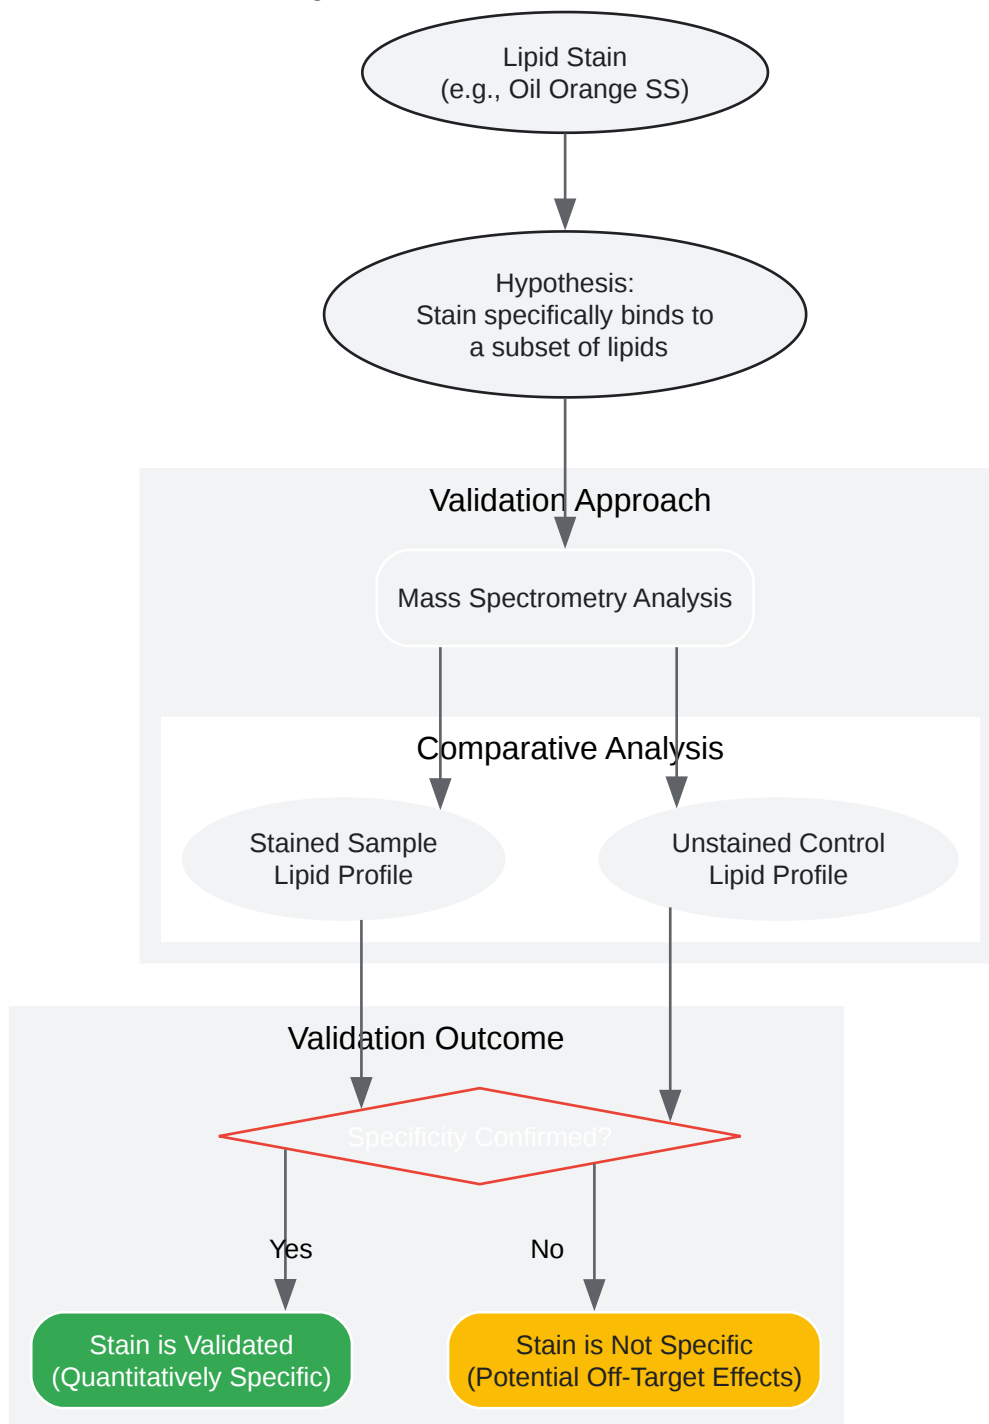 Lipid Stain
(e.g., Oil Orange SS)
Hypothesis:
Stain specifically binds to
a subset of lipids
Validation Approach
Mass Spectrometry Analysis
Comparative Analysis
Stained Sample
Lipid Profile
Unstained Control
Lipid Profile
Validation Outcome
Specificity Confirmed?
Yes
No
Stain is Validated
(Quantitatively Specific)
Stain is Not Specific
(Potential Off-Target Effects)